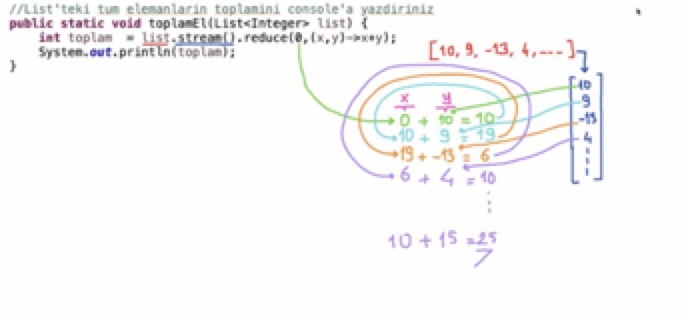 //List'teki tum elemanlarin toplamini console'a yazdiriniz
public static void toplamEl(List<Integer> list) {
int toplam = list.stream().reduce(0,(x,y)->x+y);
System.out.println(toplam);
}
[10, 9, -13, 4, ---]
x y
0 + 10 = 10
10 + 9 = 19
19 + -13 = 6
6 + 4 = 10
10 + 15 = 25
10
9
-13
4